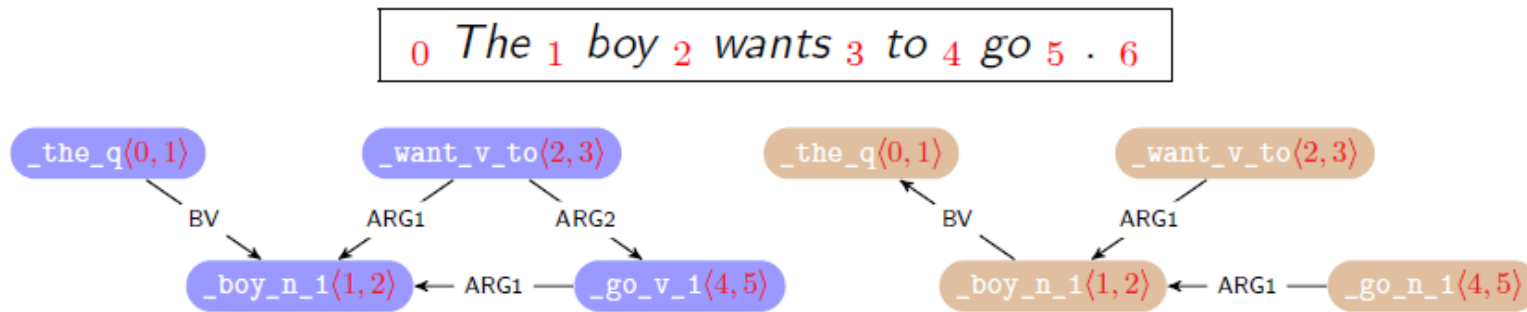 0 The 1 boy 2 wants 3 to 4 go 5 . 6
_the_q⟨0, 1⟩ _want_v_to⟨2, 3⟩ _the_q⟨0, 1⟩ _want_v_to⟨2, 3⟩
BV ARG1 ARG2 BV ARG1
_boy_n_1⟨1, 2⟩ ARG1 _go_v_1⟨4, 5⟩ _boy_n_1⟨1, 2⟩ ARG1 _go_n_1⟨4, 5⟩